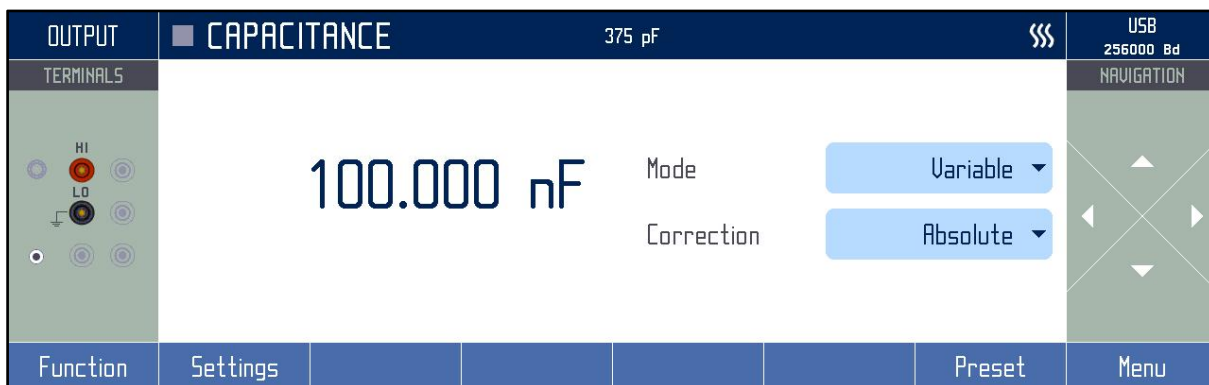 OUTPUT
CAPACITANCE
375 pF
USB
256000 Bd
TERMINALS
NAVIGATION
HI
LO
100.000 nF
Mode
Variable
Correction
Absolute
Function
Settings
Preset
Menu